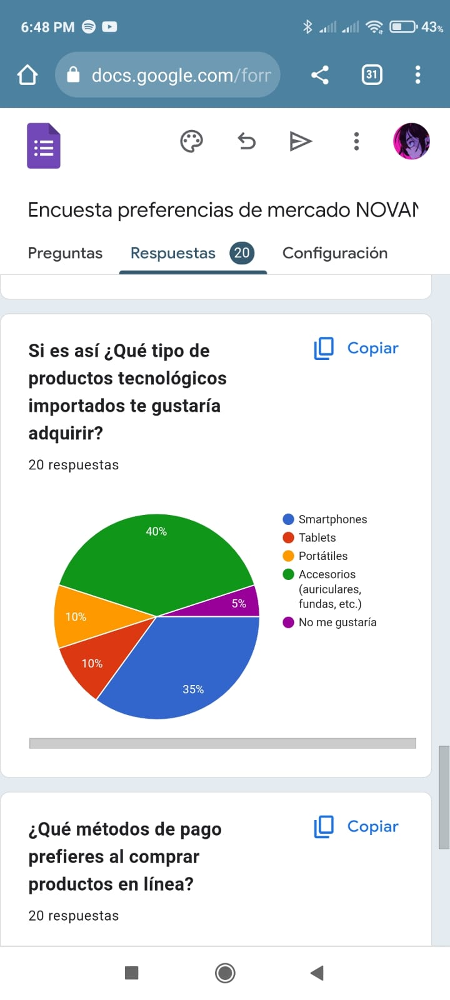 6:48 PM
43%
docs.google.com/forr
31
Encuesta preferencias de mercado NOVAN
Preguntas
Respuestas 20
Configuración
Si es así ¿Qué tipo de
productos tecnológicos
importados te gustaría
adquirir?
Copiar
20 respuestas
40%
5%
10%
10%
35%
Smartphones
Tablets
Portátiles
Accesorios
(auriculares,
fundas, etc.)
No me gustaría
¿Qué métodos de pago
prefieres al comprar
productos en línea?
Copiar
20 respuestas